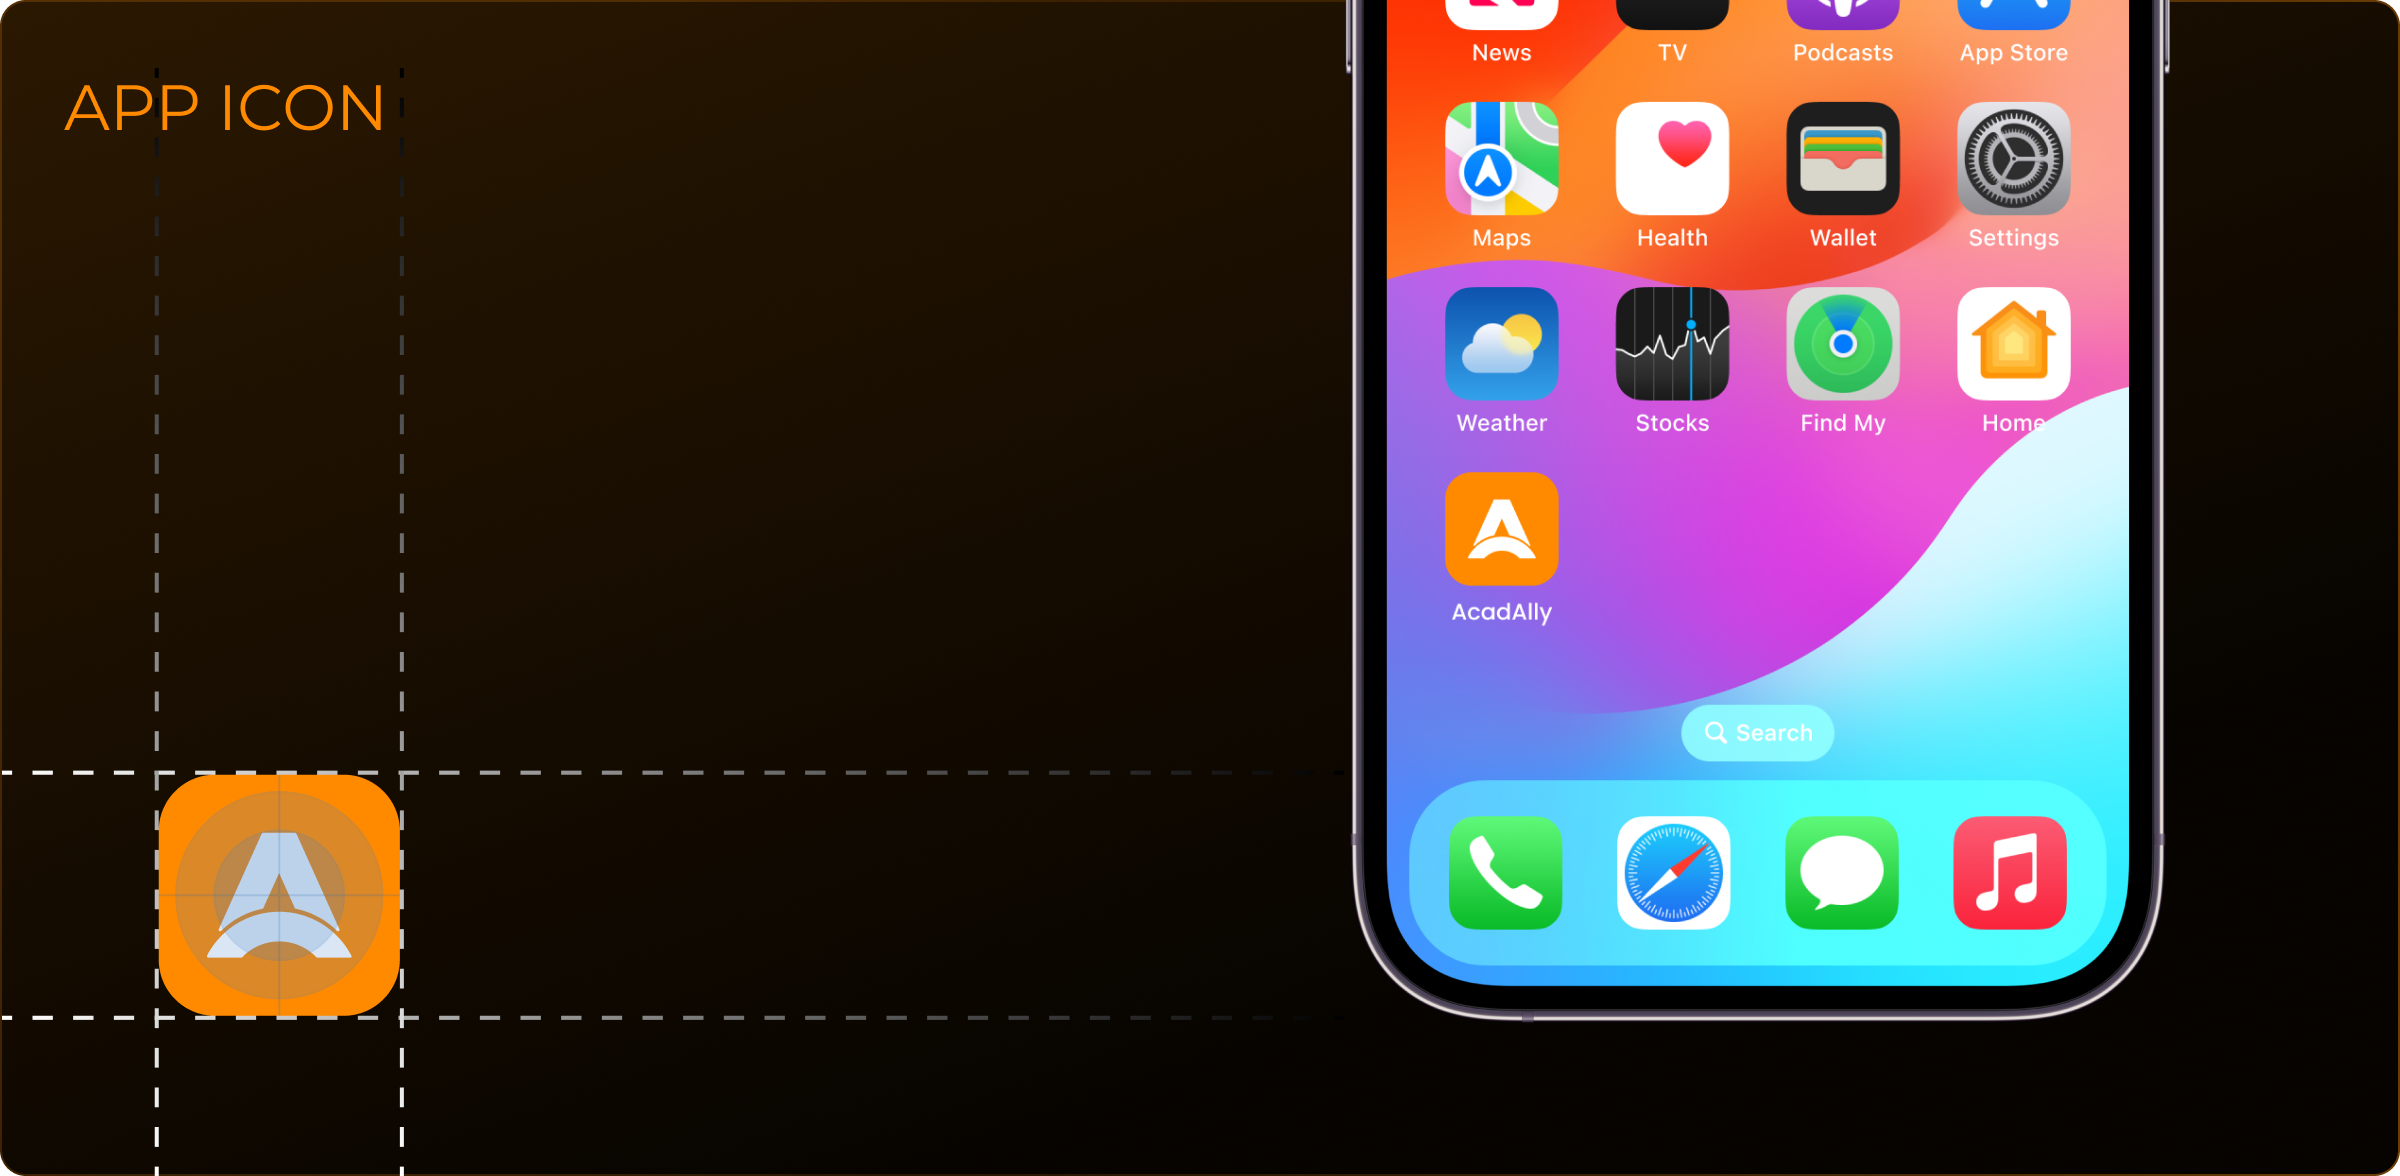 APP ICON
News TV Podcasts App Store
Maps Health Wallet Settings
Weather Stocks Find My Home
AcadAlly
Search